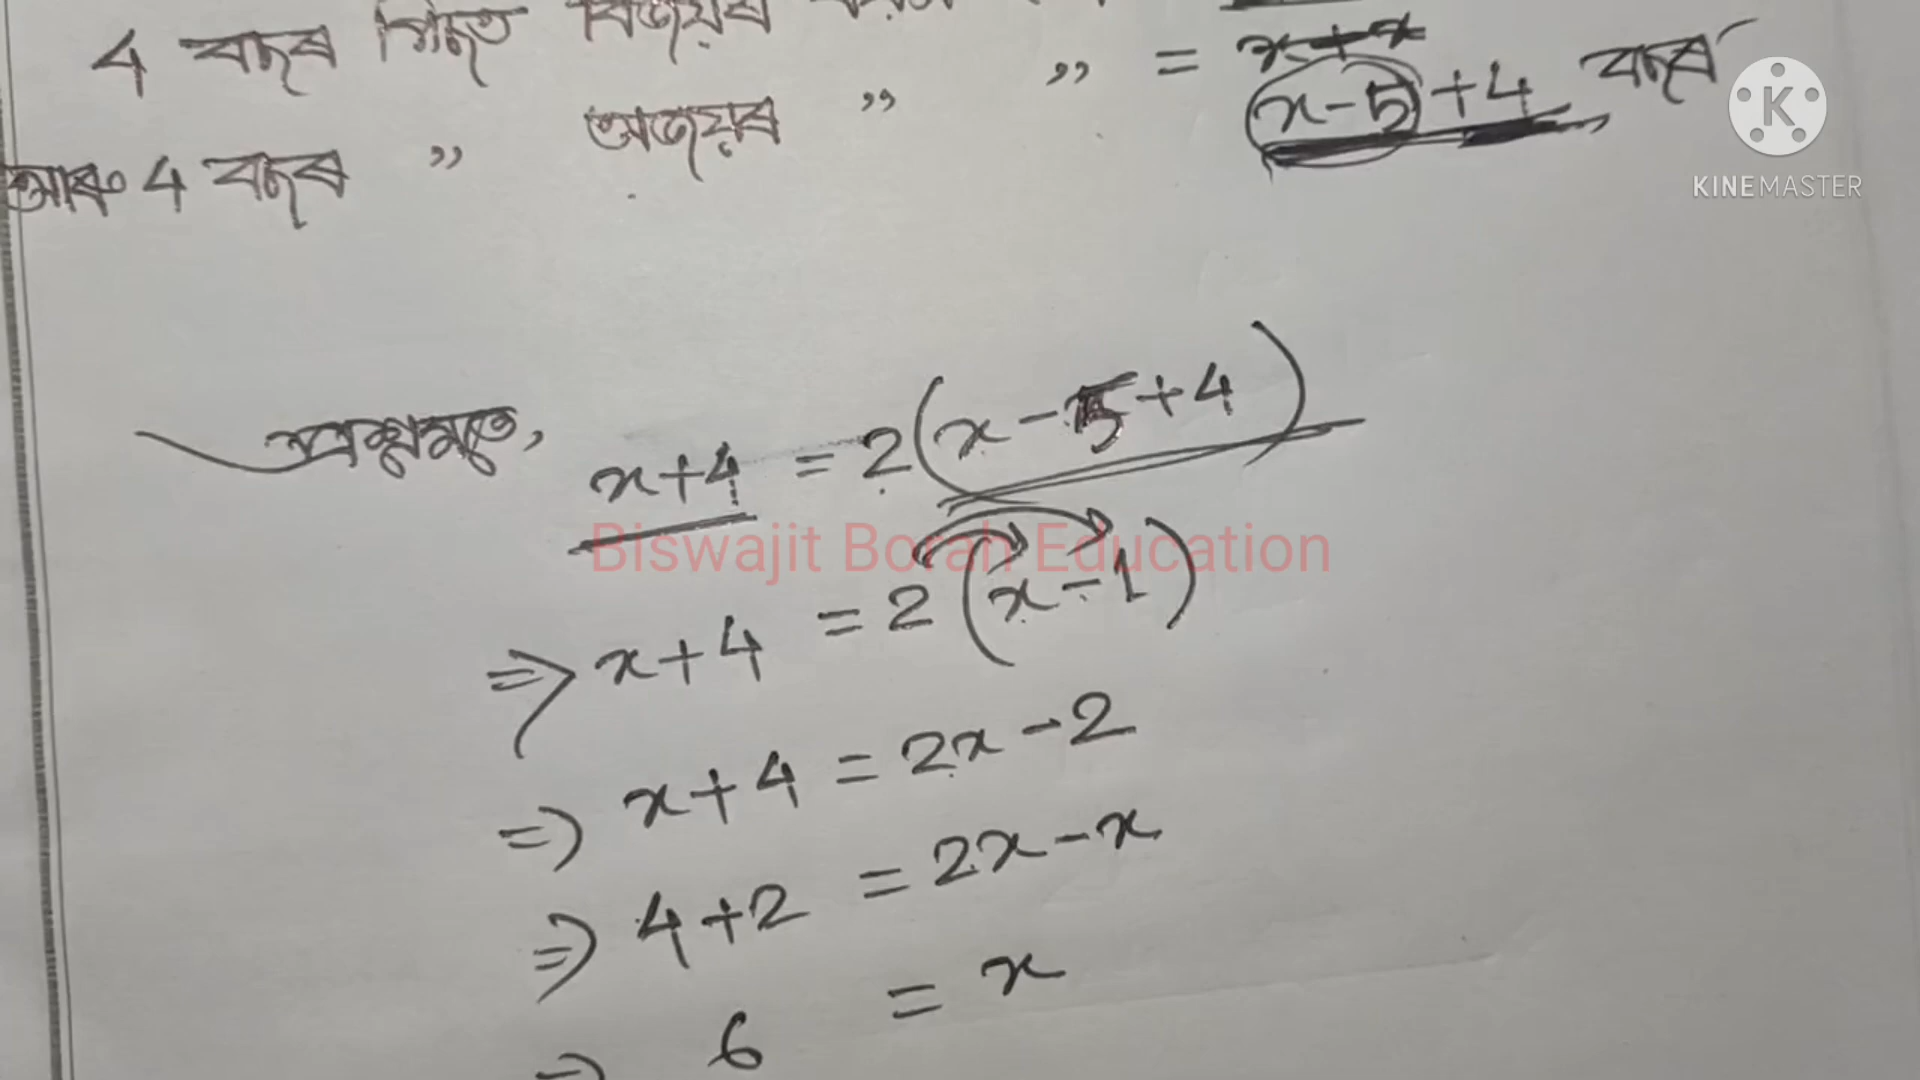 4 বছৰ পিছত বিজয়ৰ
,, = x+x
আৰু 4 বছৰ ,, অজয়ৰ ,, (x-5)+4 বছৰ
K
KINEMASTER
প্ৰশ্নমতে, x+4 = 2(x-5+4)
Biswajit Borah Education
=> x+4 = 2(x-1)
=> x+4 = 2x-2
=> 4+2 = 2x-x
=> 6 = x